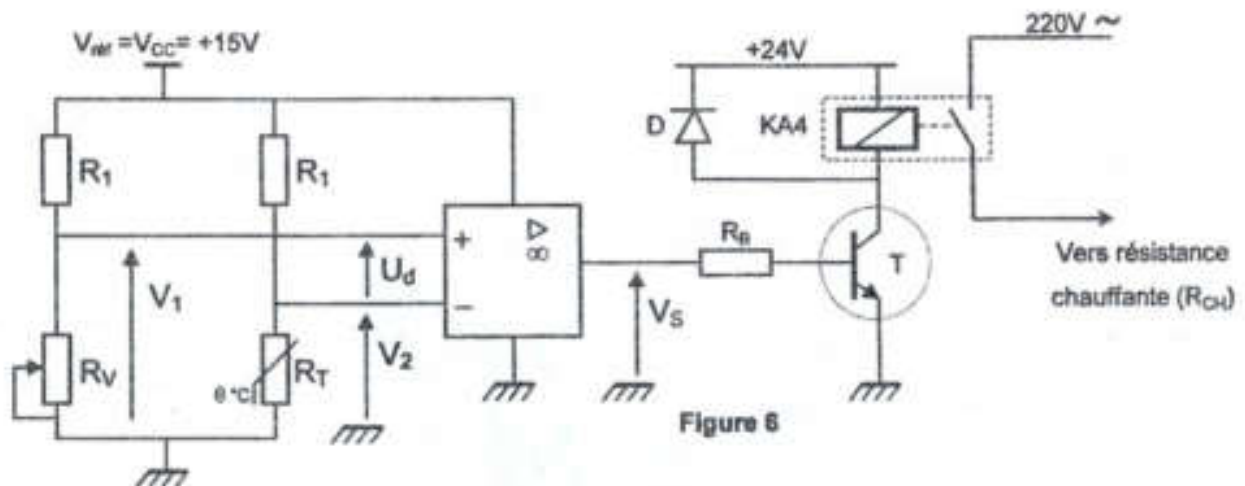 Vréf =VCC= +15V
220V ~
+24V
D
KA4
R1
R1
+
▷
∞
−
Ud
V1
RB
T
VS
V2
RV
RT
θ °C
Vers résistance
chauffante (RCH)
Figure 6